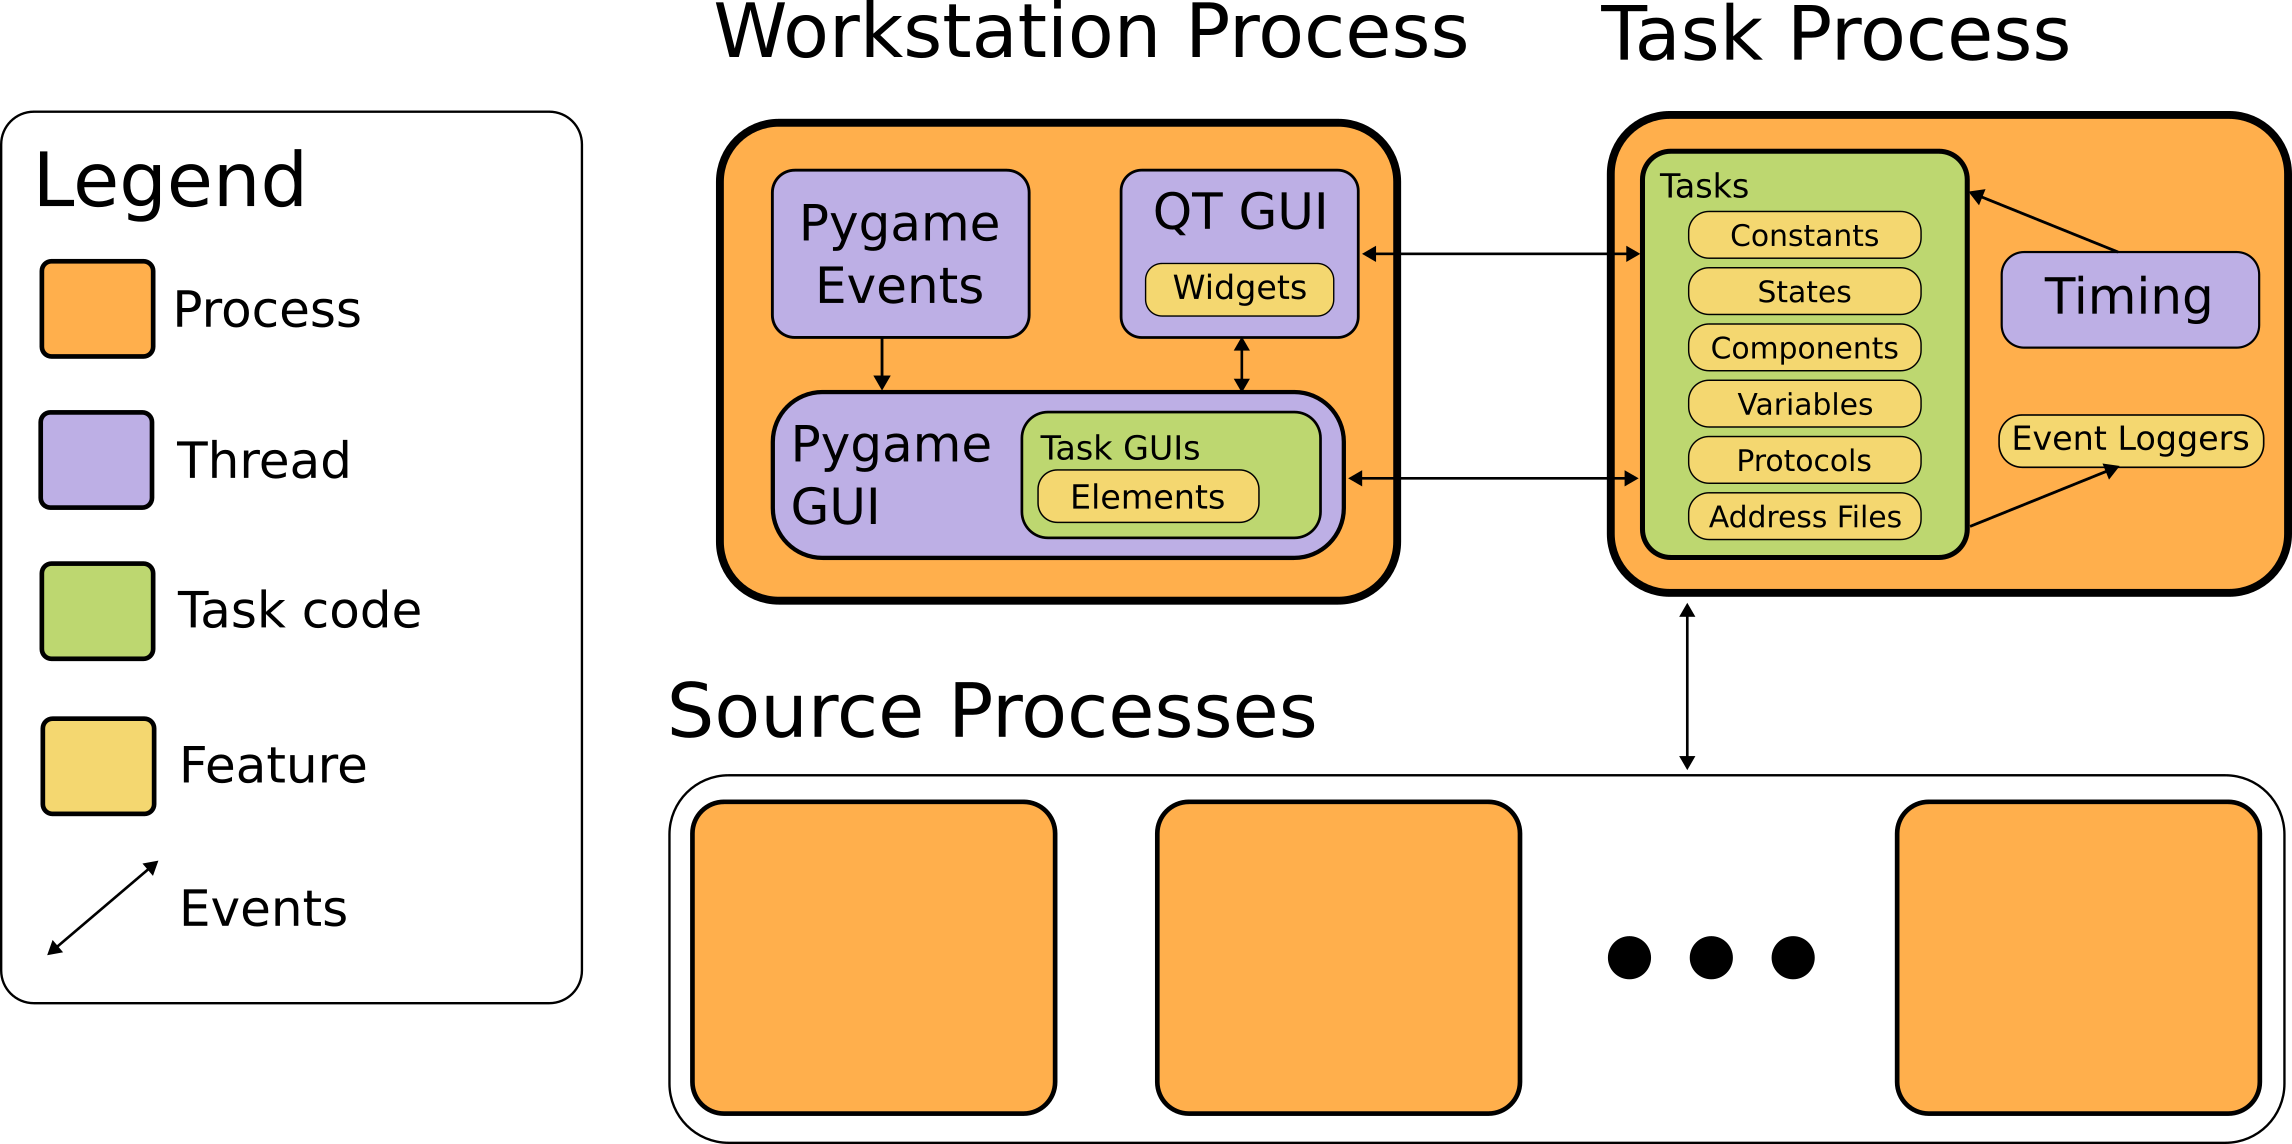 Workstation Process
Task Process
Legend
Process
Thread
Task code
Feature
Events
Pygame
Events
QT GUI
Widgets
Pygame
GUI
Task GUIs
Elements
Tasks
Constants
States
Components
Variables
Protocols
Address Files
Timing
Event Loggers
Source Processes